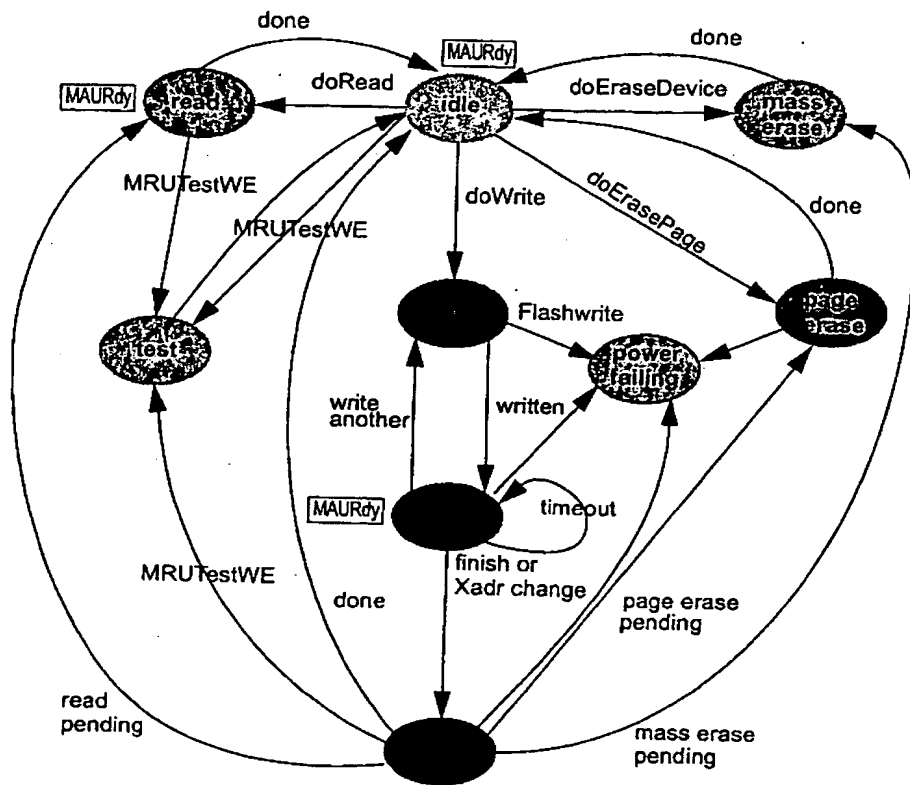 done
MAURdy
done
MAURdy
read
doRead
idle
doEraseDevice
mass
erase
MRUTestWE
MRUTestWE
doWrite
doErasePage
done
Flashwrite
page
erase
test
power
failing
write
another
written
MAURdy
timeout
MRUTestWE
finish or
Xadr change
done
page erase
pending
read
pending
mass erase
pending